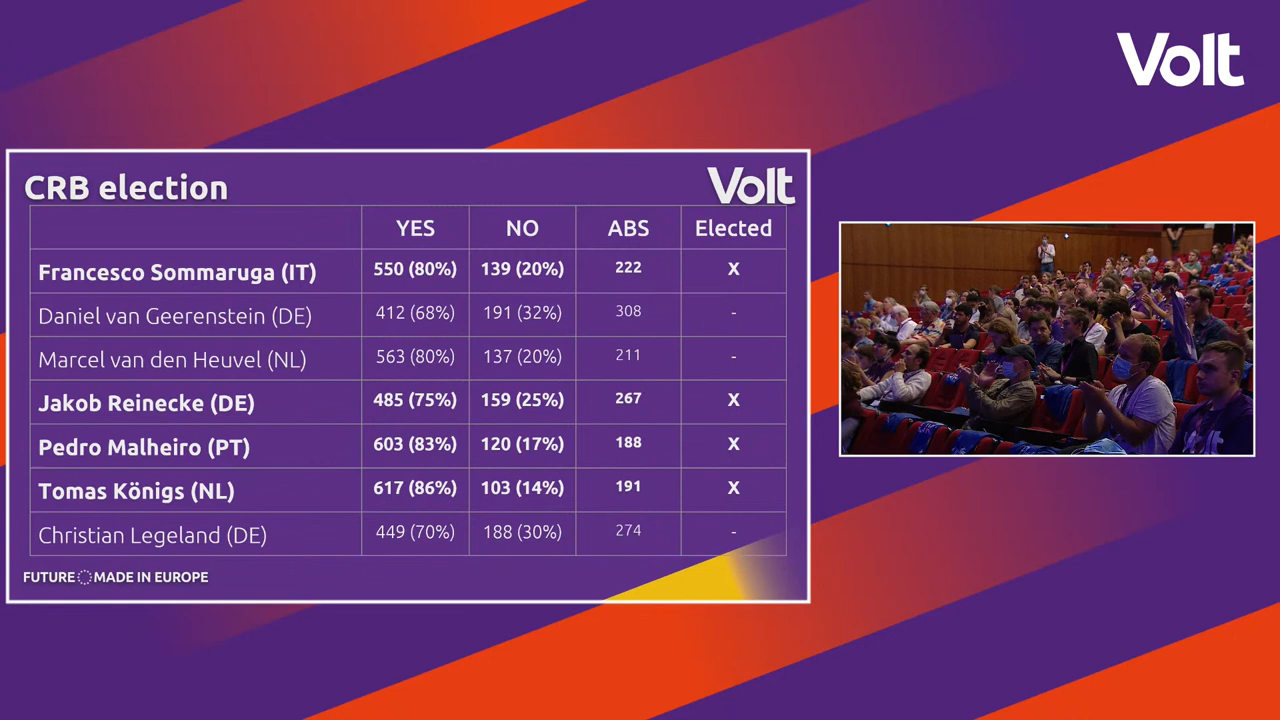 Volt
CRB election
Volt
YES NO ABS Elected
Francesco Sommaruga (IT) 550 (80%) 139 (20%) 222 X
Daniel van Geerenstein (DE) 412 (68%) 191 (32%) 308 -
Marcel van den Heuvel (NL) 563 (80%) 137 (20%) 211 -
Jakob Reinecke (DE) 485 (75%) 159 (25%) 267 X
Pedro Malheiro (PT) 603 (83%) 120 (17%) 188 X
Tomas Königs (NL) 617 (86%) 103 (14%) 191 X
Christian Legeland (DE) 449 (70%) 188 (30%) 274 -
FUTURE MADE IN EUROPE